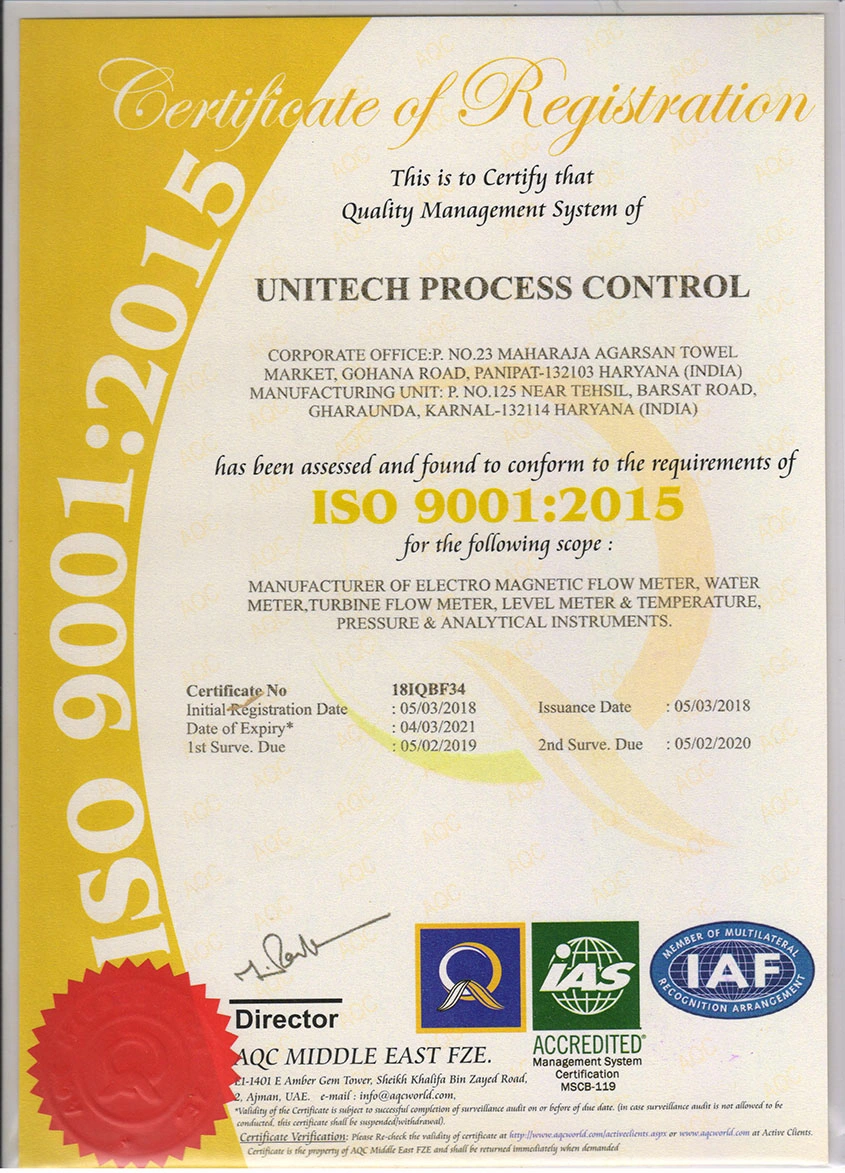 Certificate of Registration
This is to Certify that
Quality Management System of
UNITECH PROCESS CONTROL
CORPORATE OFFICE:P. NO.23 MAHARAJA AGARSAN TOWEL
MARKET, GOHANA ROAD, PANIPAT-132103 HARYANA (INDIA)
MANUFACTURING UNIT: P. NO.125 NEAR TEHSIL, BARSAT ROAD,
GHARAUNDA, KARNAL-132114 HARYANA (INDIA)
has been assessed and found to conform to the requirements of
ISO 9001:2015
for the following scope :
MANUFACTURER OF ELECTRO MAGNETIC FLOW METER, WATER
METER,TURBINE FLOW METER, LEVEL METER & TEMPERATURE,
PRESSURE & ANALYTICAL INSTRUMENTS.
Certificate No 18IQBF34
Initial Registration Date : 05/03/2018 Issuance Date : 05/03/2018
Date of Expiry* : 04/03/2021
1st Surve. Due : 05/02/2019 2nd Surve. Due : 05/02/2020
ISO 9001:2015
Director
AQC MIDDLE EAST FZE.
E1-1401 E Amber Gem Tower, Sheikh Khalifa Bin Zayed Road,
2, Ajman, UAE. e-mail : info@aqcworld.com,
iAS
ACCREDITED®
Management System
Certification
MSCB-119
MEMBER OF MULTILATERAL
IAF
RECOGNITION ARRANGEMENT
*Validity of the Certificate is subject to successful completion of surveillance audit on or before of due date. (in case surveillance audit is not allowed to be
conducted, this certificate shall be suspended/withdrawal).
Certificate Verification: Please Re-check the validity of certificate at http://www.aqcworld.com/activeclients.aspx or www.aqcworld.com at Active Clients.
Certificate is the property of AQC Middle East FZE and shall be returned immediately when demanded